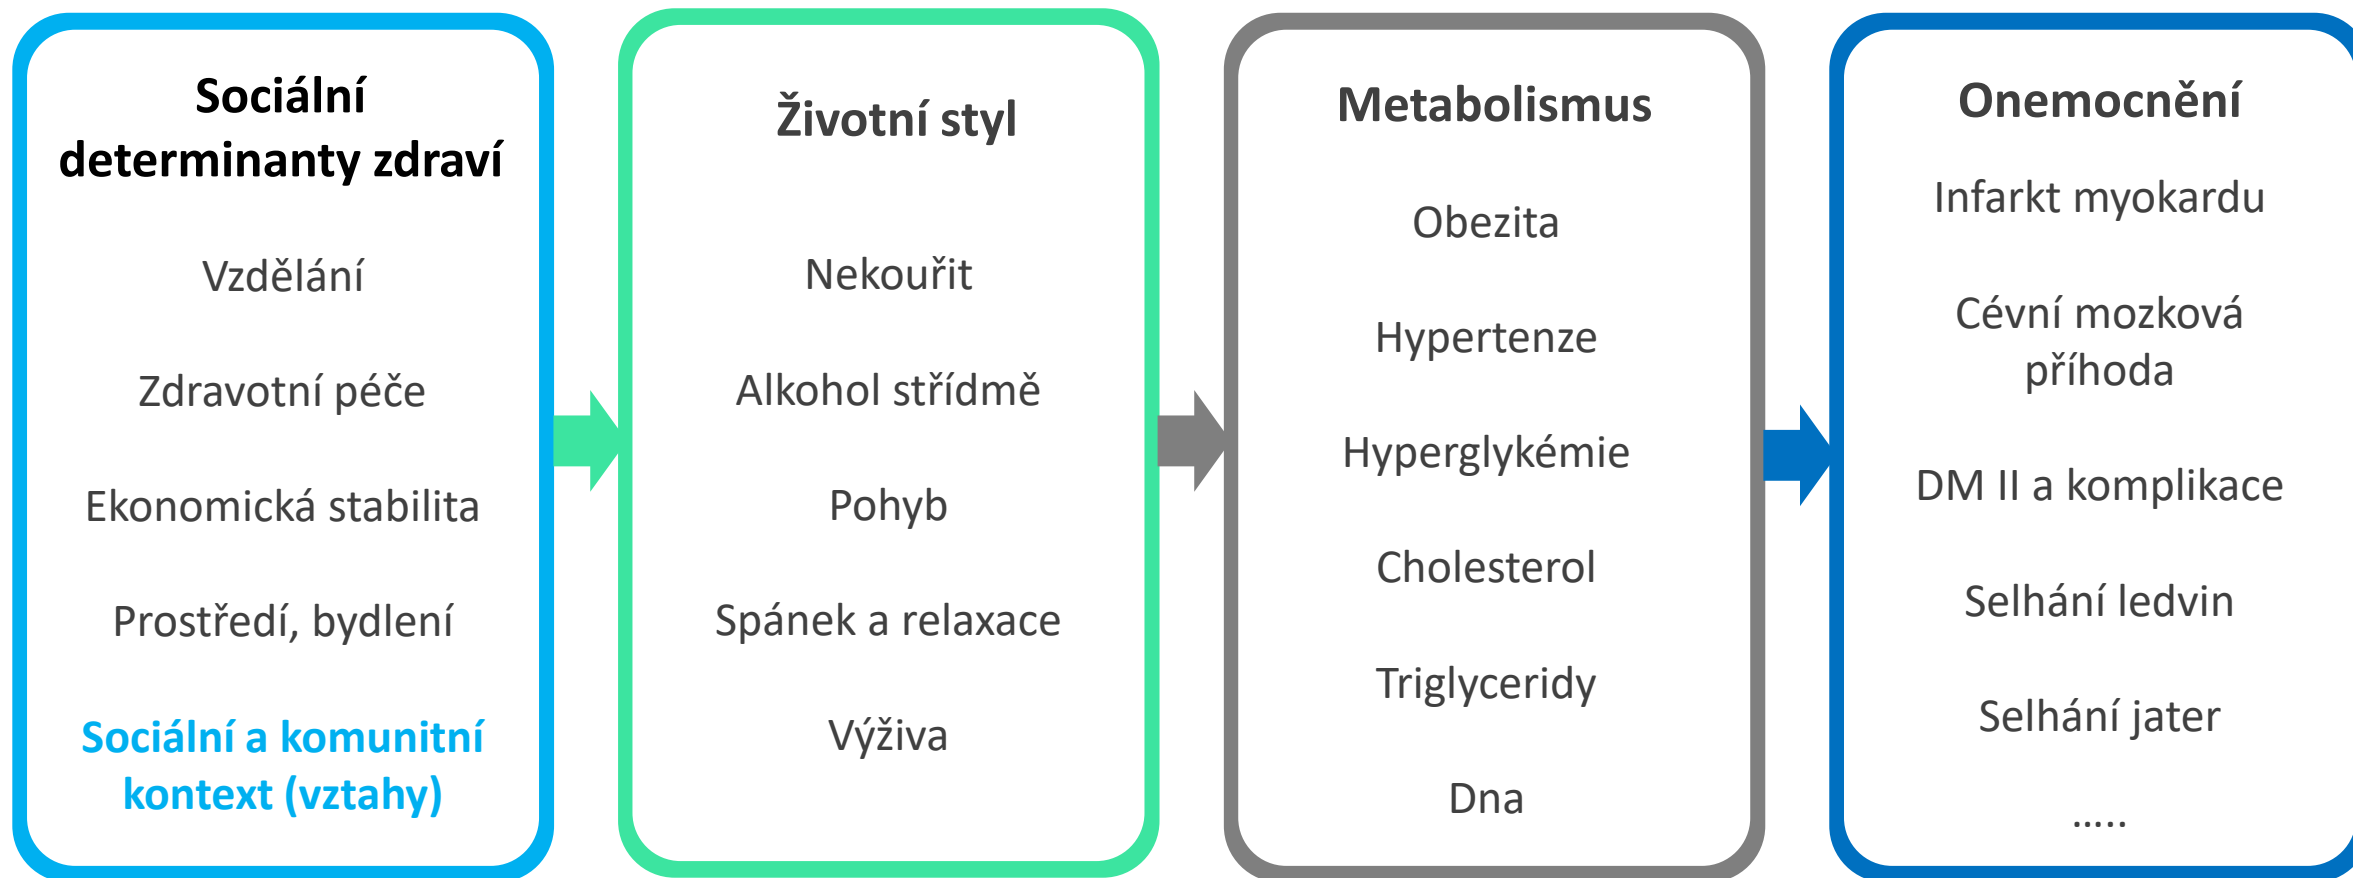 Sociální
determinanty zdraví
Vzdělání
Zdravotní péče
Ekonomická stabilita
Prostředí, bydlení
Sociální a komunitní
kontext (vztahy)
Životní styl
Nekouřit
Alkohol střídmě
Pohyb
Spánek a relaxace
Výživa
Metabolismus
Obezita
Hypertenze
Hyperglykémie
Cholesterol
Triglyceridy
Dna
Onemocnění
Infarkt myokardu
Cévní mozková
příhoda
DM II a komplikace
Selhání ledvin
Selhání jater
…..